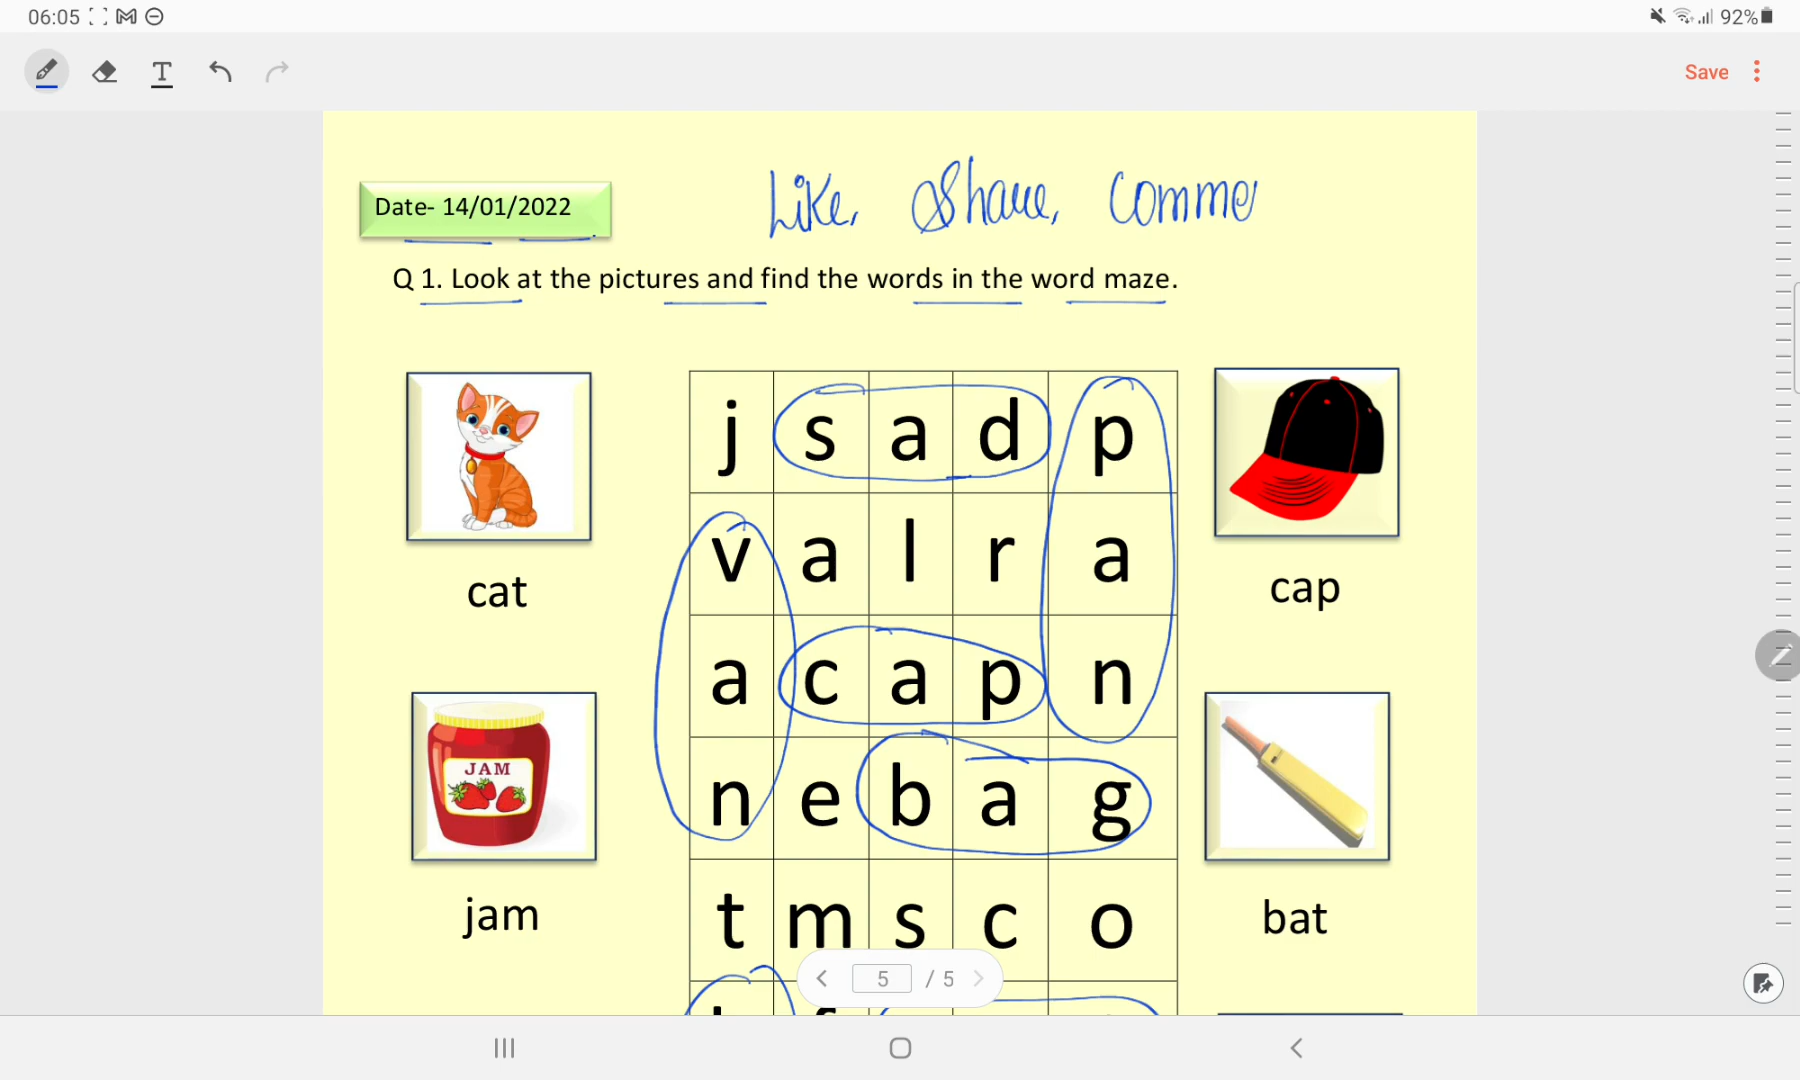 06:05 92%
T Save
Like, Share, Comme
Date- 14/01/2022
Q 1. Look at the pictures and find the words in the word maze.
j s a d p
v a l r a
cat cap
a c a p n
JAM
n e b a g
jam t m s c o bat
5 / 5